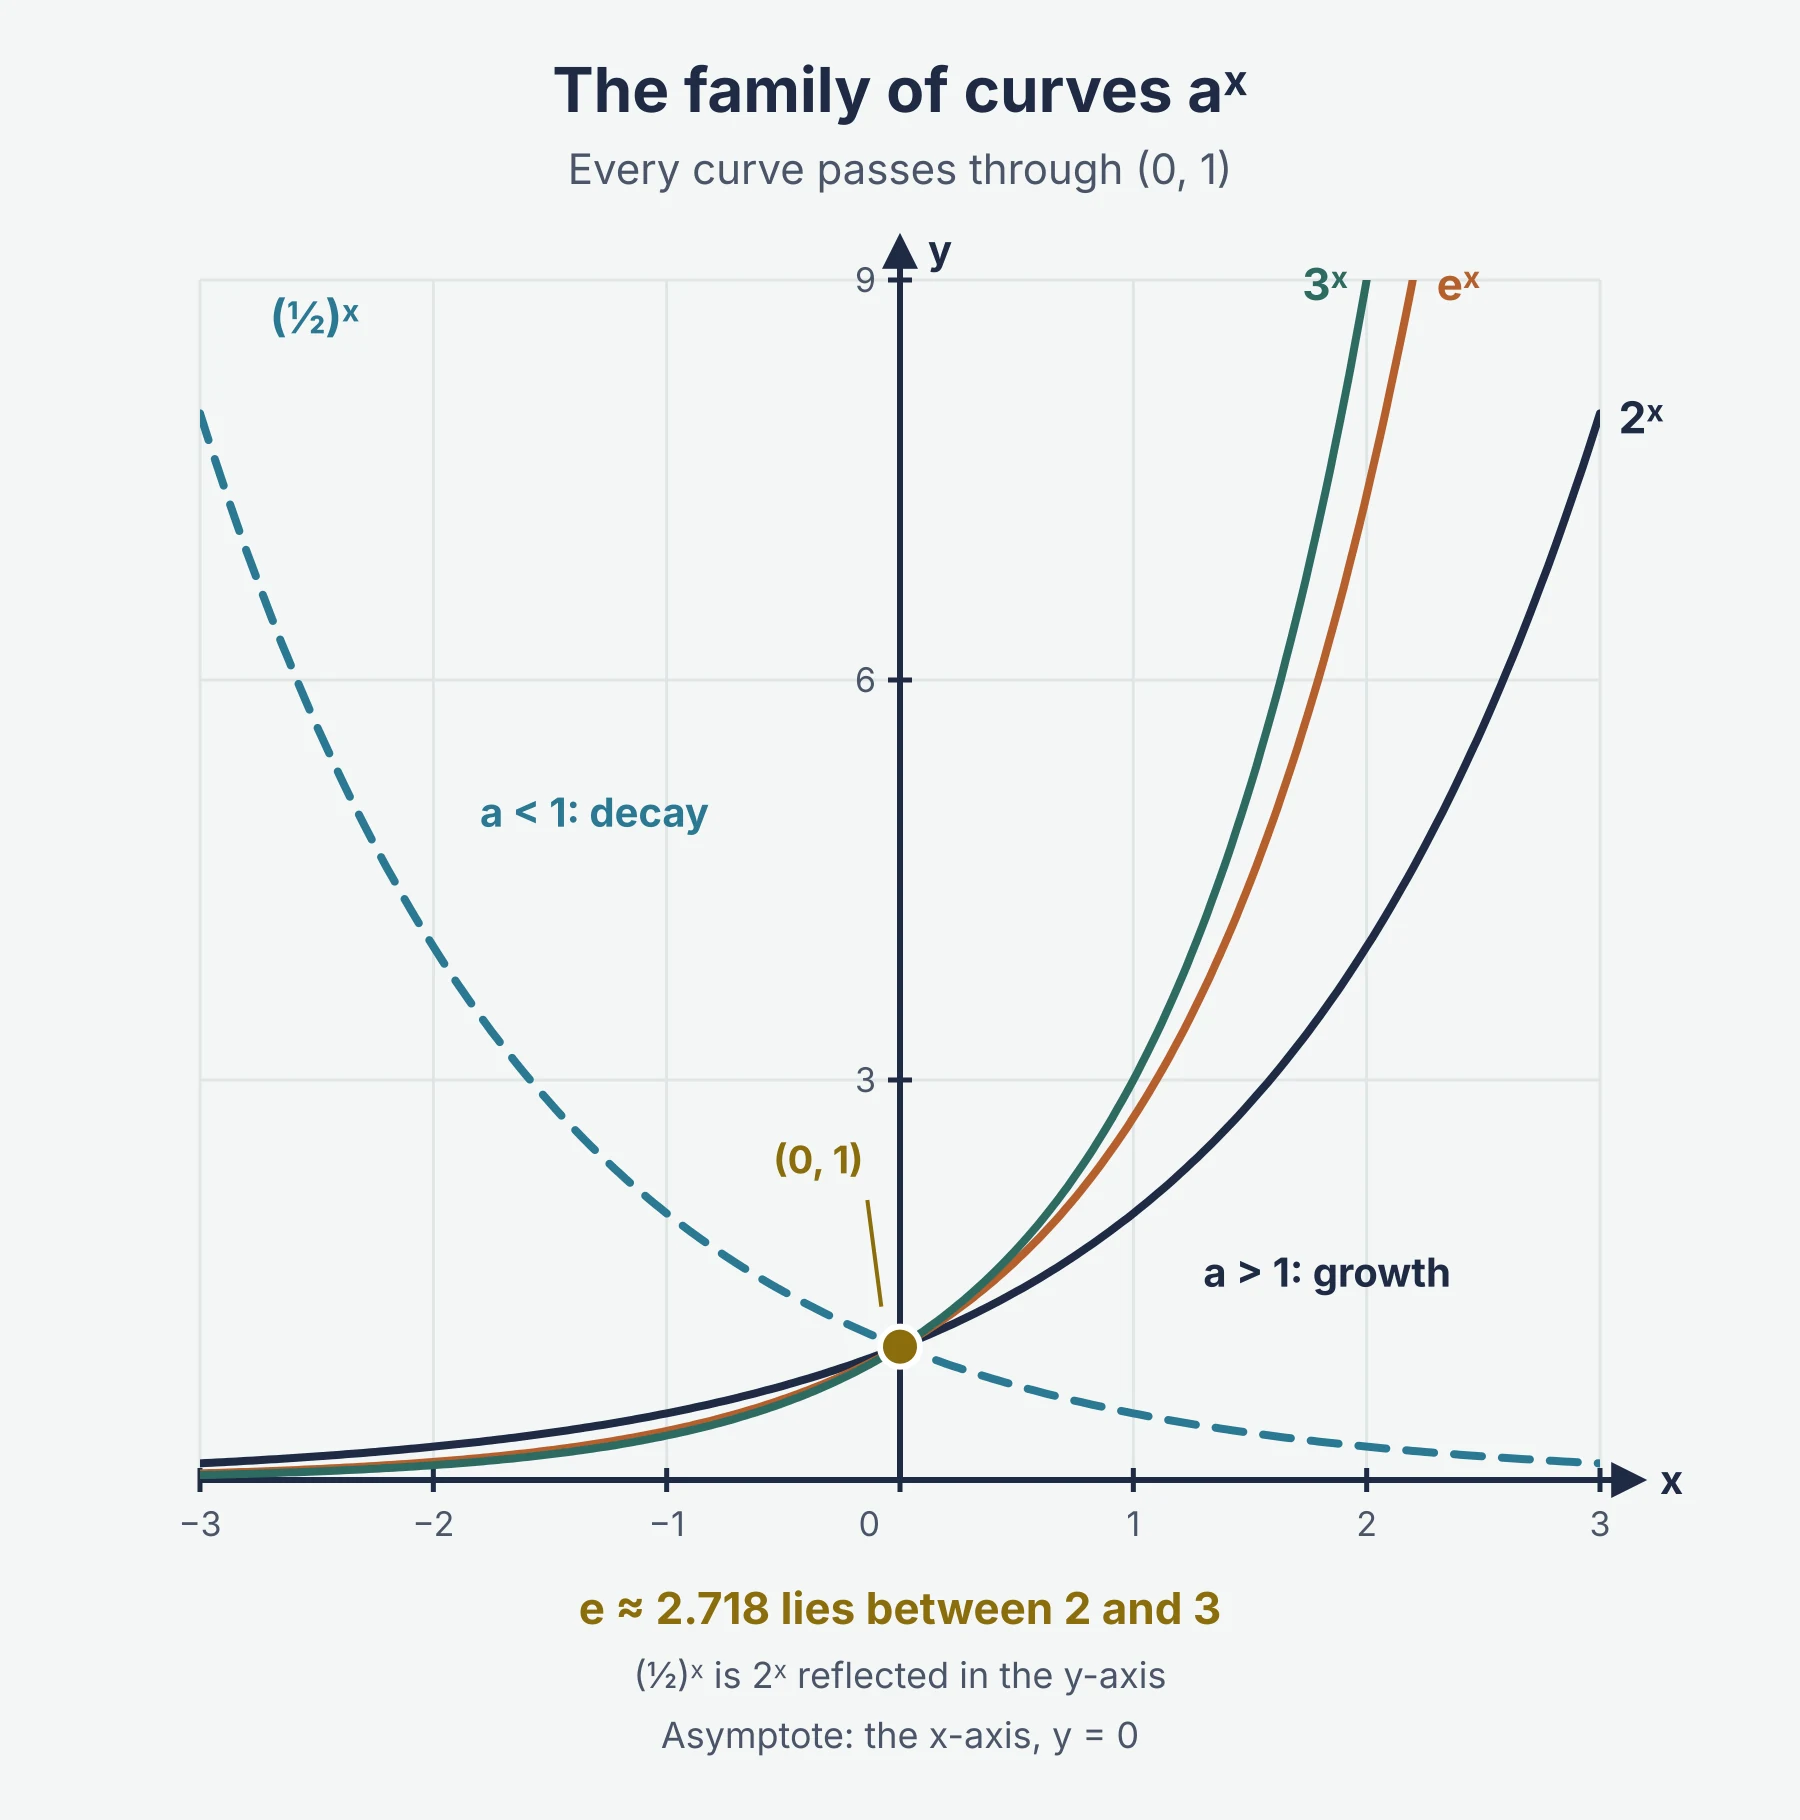 The family of curves aˣ
Every curve passes through (0, 1)
y
9
3ˣ
eˣ
(½)ˣ
2ˣ
6
a < 1: decay
3
(0, 1)
a > 1: growth
x
−3 −2 −1 0 1 2 3
e ≈ 2.718 lies between 2 and 3
(½)ˣ is 2ˣ reflected in the y-axis
Asymptote: the x-axis, y = 0